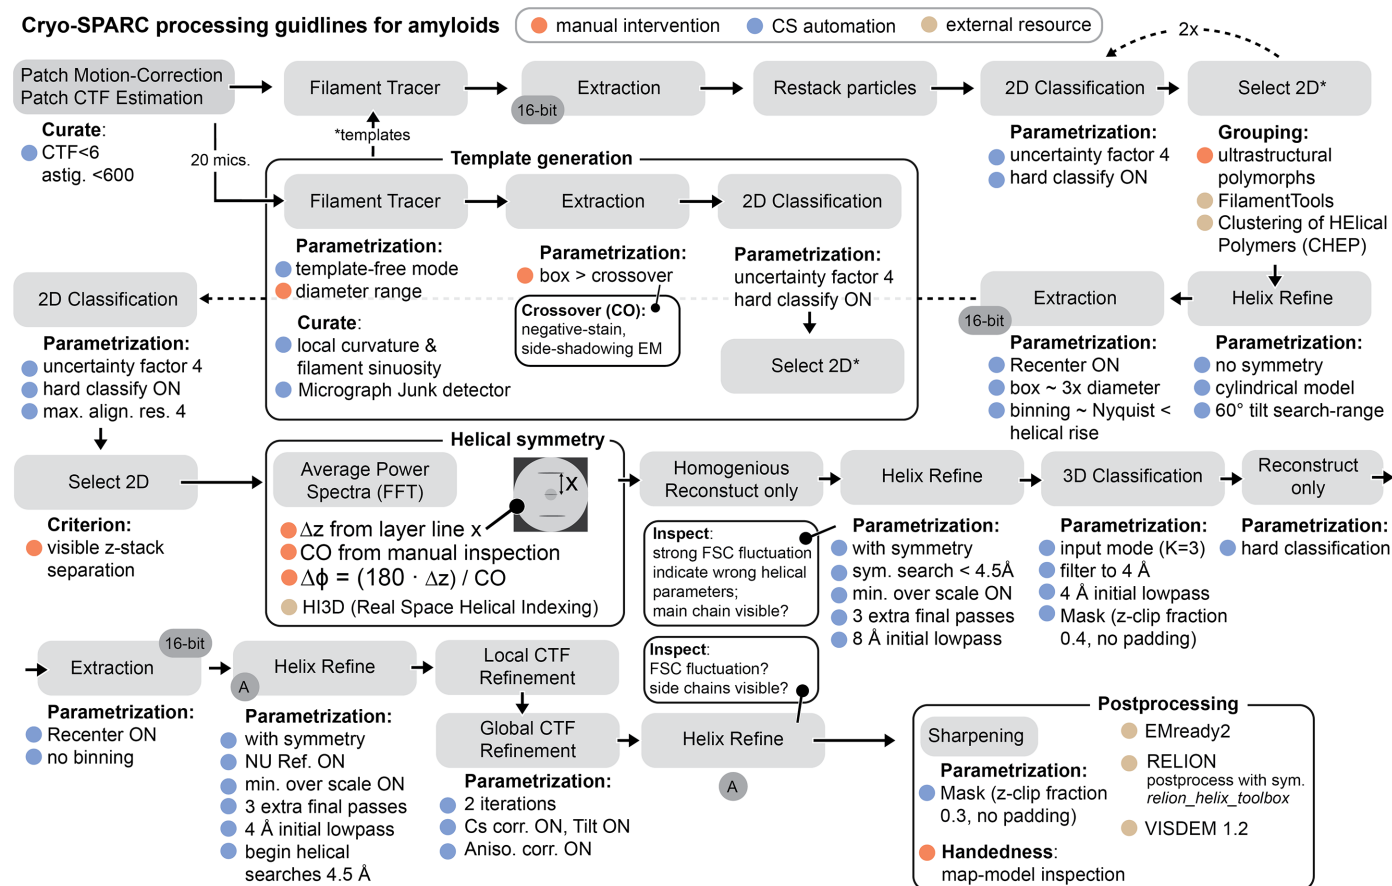 Cryo-SPARC processing guidlines for amyloids
manual intervention
CS automation
external resource
2x
Patch Motion-Correction
Patch CTF Estimation
Filament Tracer
Extraction
16-bit
Restack particles
2D Classification
Select 2D*
Curate:
CTF<6
astig. <600
20 mics.
*templates
Parametrization:
uncertainty factor 4
hard classify ON
Grouping:
ultrastructural
polymorphs
FilamentTools
Clustering of HElical
Polymers (CHEP)
Template generation
Filament Tracer
Extraction
2D Classification
Parametrization:
template-free mode
diameter range
Curate:
local curvature &
filament sinuosity
Micrograph Junk detector
Parametrization:
box > crossover
Crossover (CO):
negative-stain,
side-shadowing EM
Parametrization:
uncertainty factor 4
hard classify ON
Select 2D*
Helix Refine
Parametrization:
no symmetry
cylindrical model
60° tilt search-range
Extraction
16-bit
Parametrization:
Recenter ON
box ~ 3x diameter
binning ~ Nyquist <
helical rise
2D Classification
Parametrization:
uncertainty factor 4
hard classify ON
max. align. res. 4
Select 2D
Criterion:
visible z-stack
separation
Helical symmetry
Average Power
Spectra (FFT)
X
Δz from layer line x
CO from manual inspection
Δϕ = (180 · Δz) / CO
HI3D (Real Space Helical Indexing)
Homogenious
Reconstuct only
Inspect:
strong FSC fluctuation
indicate wrong helical
parameters;
main chain visible?
Helix Refine
Parametrization:
with symmetry
sym. search < 4.5Å
min. over scale ON
3 extra final passes
8 Å initial lowpass
3D Classification
Parametrization:
input mode (K=3)
filter to 4 Å
4 Å initial lowpass
Mask (z-clip fraction
0.4, no padding)
Reconstruct
only
Parametrization:
hard classification
Extraction
16-bit
Parametrization:
Recenter ON
no binning
Helix Refine
A
Parametrization:
with symmetry
NU Ref. ON
min. over scale ON
3 extra final passes
4 Å initial lowpass
begin helical
searches 4.5 Å
Local CTF
Refinement
Global CTF
Refinement
Parametrization:
2 iterations
Cs corr. ON, Tilt ON
Aniso. corr. ON
Inspect:
FSC fluctuation?
side chains visible?
Helix Refine
A
Postprocessing
Sharpening
Parametrization:
Mask (z-clip fraction
0.3, no padding)
Handedness:
map-model inspection
EMready2
RELION
postprocess with sym.
relion_helix_toolbox
VISDEM 1.2